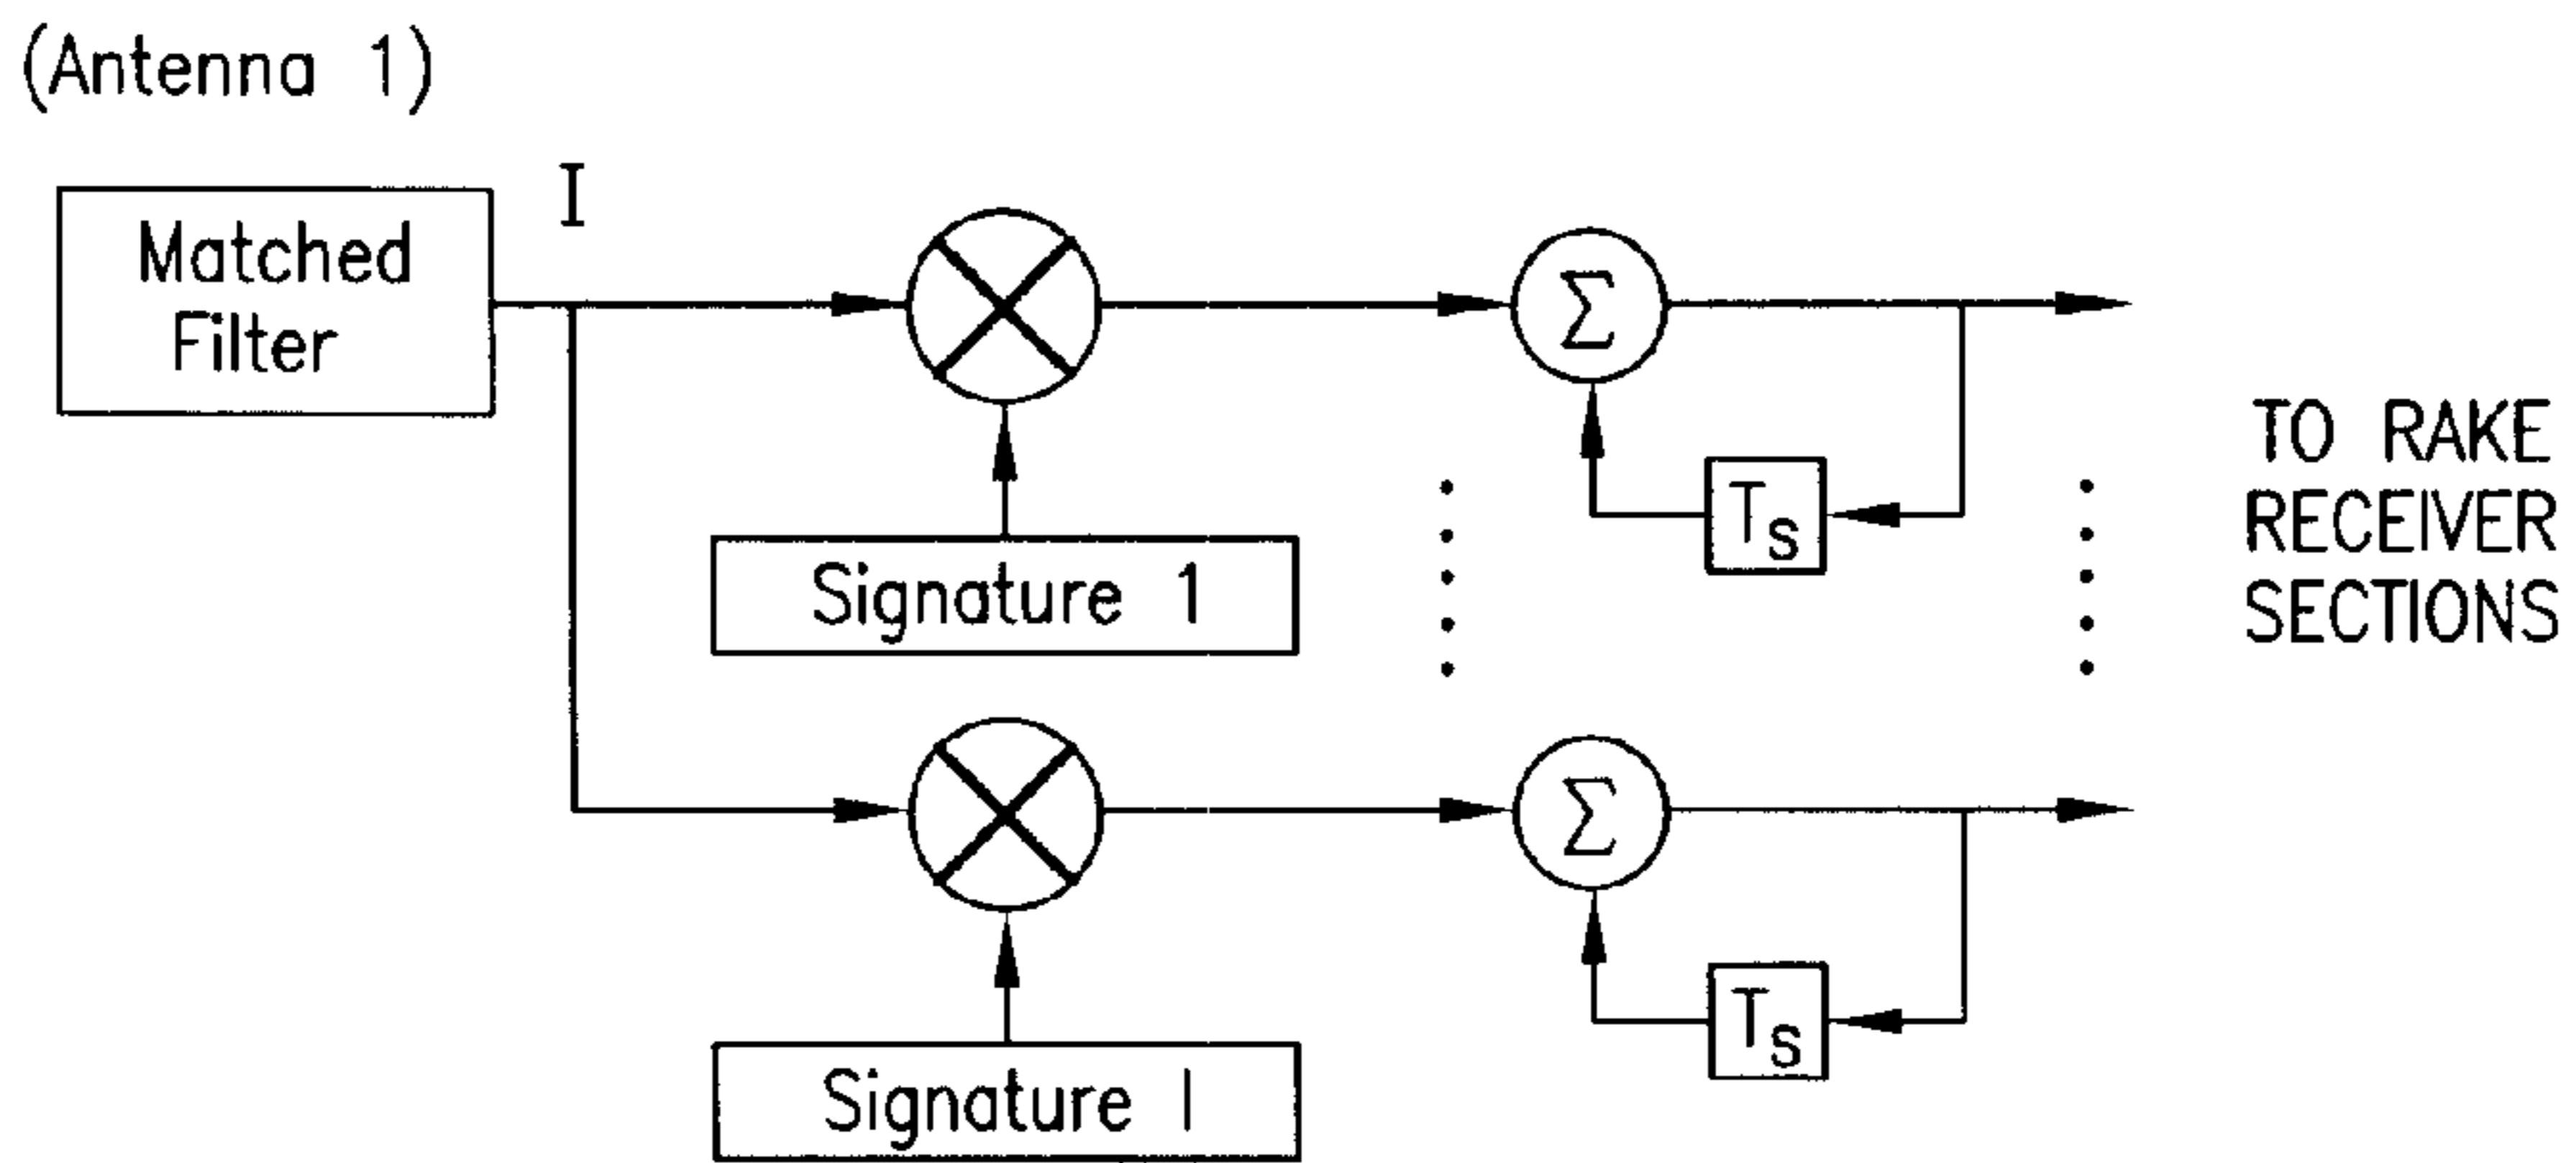 (Antenna 1)
I
Matched
Filter
Σ
Ts
Signature 1
TO RAKE
RECEIVER
SECTIONS
Σ
Ts
Signature I